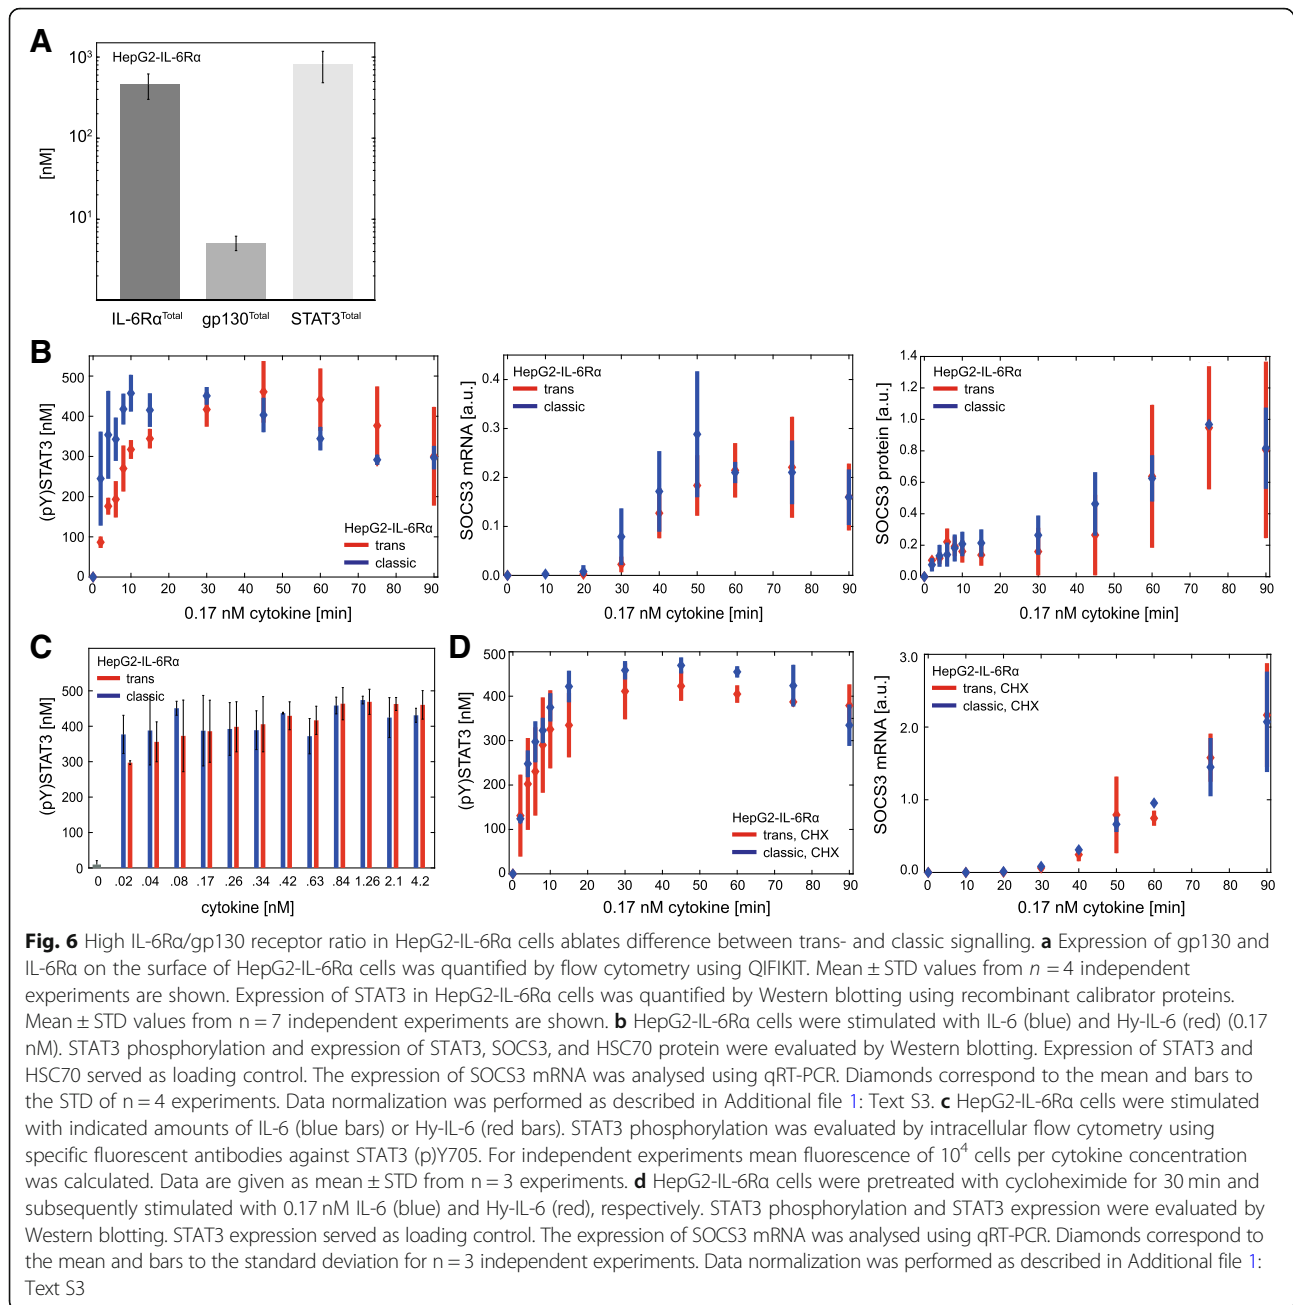 A
HepG2-IL-6Rα
10³
10²
10¹
[nM]
IL-6Rα^Total gp130^Total STAT3^Total
B
500
400
300
200
100
0
(pY)STAT3 [nM]
HepG2-IL-6Rα
trans
classic
0 10 20 30 40 50 60 70 80 90
0.17 nM cytokine [min]
HepG2-IL-6Rα
trans
classic
0.4
0.3
0.2
0.1
0.0
SOCS3 mRNA [a.u.]
0 10 20 30 40 50 60 70 80 90
0.17 nM cytokine [min]
1.4
1.2
1.0
0.8
0.6
0.4
0.2
0.0
SOCS3 protein [a.u.]
HepG2-IL-6Rα
trans
classic
0 10 20 30 40 50 60 70 80 90
0.17 nM cytokine [min]
C
HepG2-IL-6Rα
trans
classic
500
400
300
200
100
0
(pY)STAT3 [nM]
0 .02 .04 .08 .17 .26 .34 .42 .63 .84 1.26 2.1 4.2
cytokine [nM]
D
500
400
300
200
100
0
(pY)STAT3 [nM]
HepG2-IL-6Rα
trans, CHX
classic, CHX
0 10 20 30 40 50 60 70 80 90
0.17 nM cytokine [min]
3.0
2.0
1.0
0.0
SOCS3 mRNA [a.u.]
HepG2-IL-6Rα
trans, CHX
classic, CHX
0 10 20 30 40 50 60 70 80 90
0.17 nM cytokine [min]
Fig. 6 High IL-6Rα/gp130 receptor ratio in HepG2-IL-6Rα cells ablates difference between trans- and classic signalling. a Expression of gp130 and
IL-6Rα on the surface of HepG2-IL-6Rα cells was quantified by flow cytometry using QIFIKIT. Mean ± STD values from n = 4 independent
experiments are shown. Expression of STAT3 in HepG2-IL-6Rα cells was quantified by Western blotting using recombinant calibrator proteins.
Mean ± STD values from n = 7 independent experiments are shown. b HepG2-IL-6Rα cells were stimulated with IL-6 (blue) and Hy-IL-6 (red) (0.17
nM). STAT3 phosphorylation and expression of STAT3, SOCS3, and HSC70 protein were evaluated by Western blotting. Expression of STAT3 and
HSC70 served as loading control. The expression of SOCS3 mRNA was analysed using qRT-PCR. Diamonds correspond to the mean and bars to
the STD of n = 4 experiments. Data normalization was performed as described in Additional file 1: Text S3. c HepG2-IL-6Rα cells were stimulated
with indicated amounts of IL-6 (blue bars) or Hy-IL-6 (red bars). STAT3 phosphorylation was evaluated by intracellular flow cytometry using
specific fluorescent antibodies against STAT3 (p)Y705. For independent experiments mean fluorescence of 10⁴ cells per cytokine concentration
was calculated. Data are given as mean ± STD from n = 3 experiments. d HepG2-IL-6Rα cells were pretreated with cycloheximide for 30 min and
subsequently stimulated with 0.17 nM IL-6 (blue) and Hy-IL-6 (red), respectively. STAT3 phosphorylation and STAT3 expression were evaluated by
Western blotting. STAT3 expression served as loading control. The expression of SOCS3 mRNA was analysed using qRT-PCR. Diamonds correspond to
the mean and bars to the standard deviation for n = 3 independent experiments. Data normalization was performed as described in Additional file 1:
Text S3